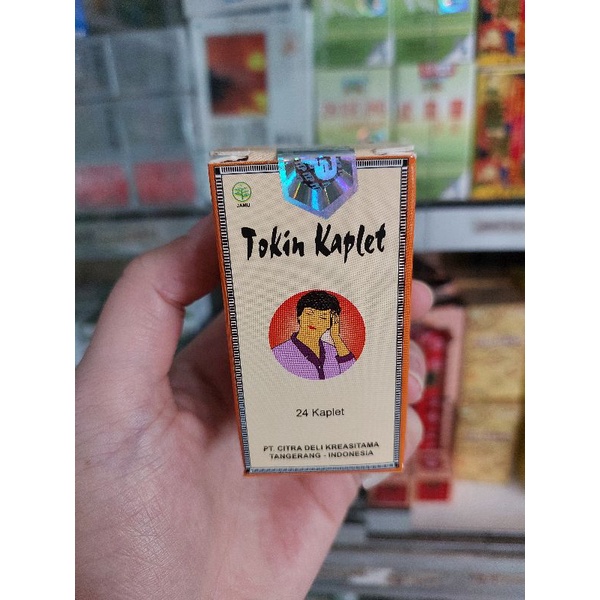 JAMU
Tokin Kaplet
24 Kaplet
PT. CITRA DELI KREASITAMA
TANGERANG - INDONESIA